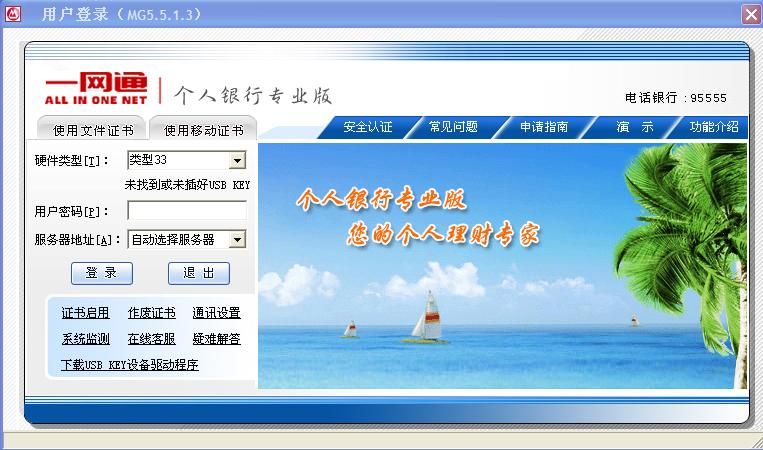 用户登录（MG5.5.1.3）
一网通
ALL IN ONE NET
个人银行专业版
电话银行：95555
使用文件证书 使用移动证书
安全认证 常见问题 申请指南 演 示 功能介绍
硬件类型[T]： 类型33
未找到或未插好USB KEY
用户密码[P]：
服务器地址[A]： 自动选择服务器
登 录 退 出
个人银行专业版
您的个人理财专家
证书启用 作废证书 通讯设置
系统监测 在线客服 疑难解答
下载USB KEY设备驱动程序